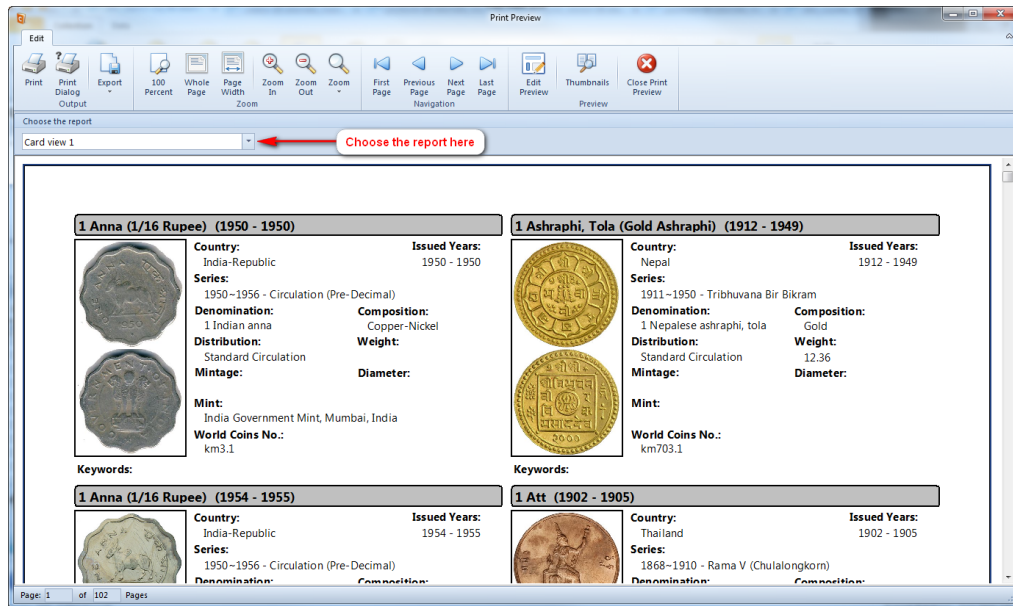 Print Preview
Edit
Print
Print Dialog
Export
Output
100 Percent
Whole Page
Page Width
Zoom In
Zoom Out
Zoom
Zoom
First Page
Previous Page
Next Page
Last Page
Navigation
Edit Preview
Thumbnails
Close Print Preview
Preview
Choose the report
Card view 1
Choose the report here
1 Anna (1/16 Rupee) (1950 - 1950)
Country: Issued Years:
India-Republic 1950 - 1950
Series:
1950~1956 - Circulation (Pre-Decimal)
Denomination: Composition:
1 Indian anna Copper-Nickel
Distribution: Weight:
Standard Circulation
Mintage: Diameter:
Mint:
India Government Mint, Mumbai, India
World Coins No.:
km3.1
Keywords:
1 Ashraphi, Tola (Gold Ashraphi) (1912 - 1949)
Country: Issued Years:
Nepal 1912 - 1949
Series:
1911~1950 - Tribhuvana Bir Bikram
Denomination: Composition:
1 Nepalese ashraphi, tola Gold
Distribution: Weight:
Standard Circulation 12.36
Mintage: Diameter:
Mint:
World Coins No.:
km703.1
Keywords:
1 Anna (1/16 Rupee) (1954 - 1955)
Country: Issued Years:
India-Republic 1954 - 1955
Series:
1950~1956 - Circulation (Pre-Decimal)
Denomination: Composition:
1 Att (1902 - 1905)
Country: Issued Years:
Thailand 1902 - 1905
Series:
1868~1910 - Rama V (Chulalongkorn)
Denomination: Composition:
Page: 1 of 102 Pages